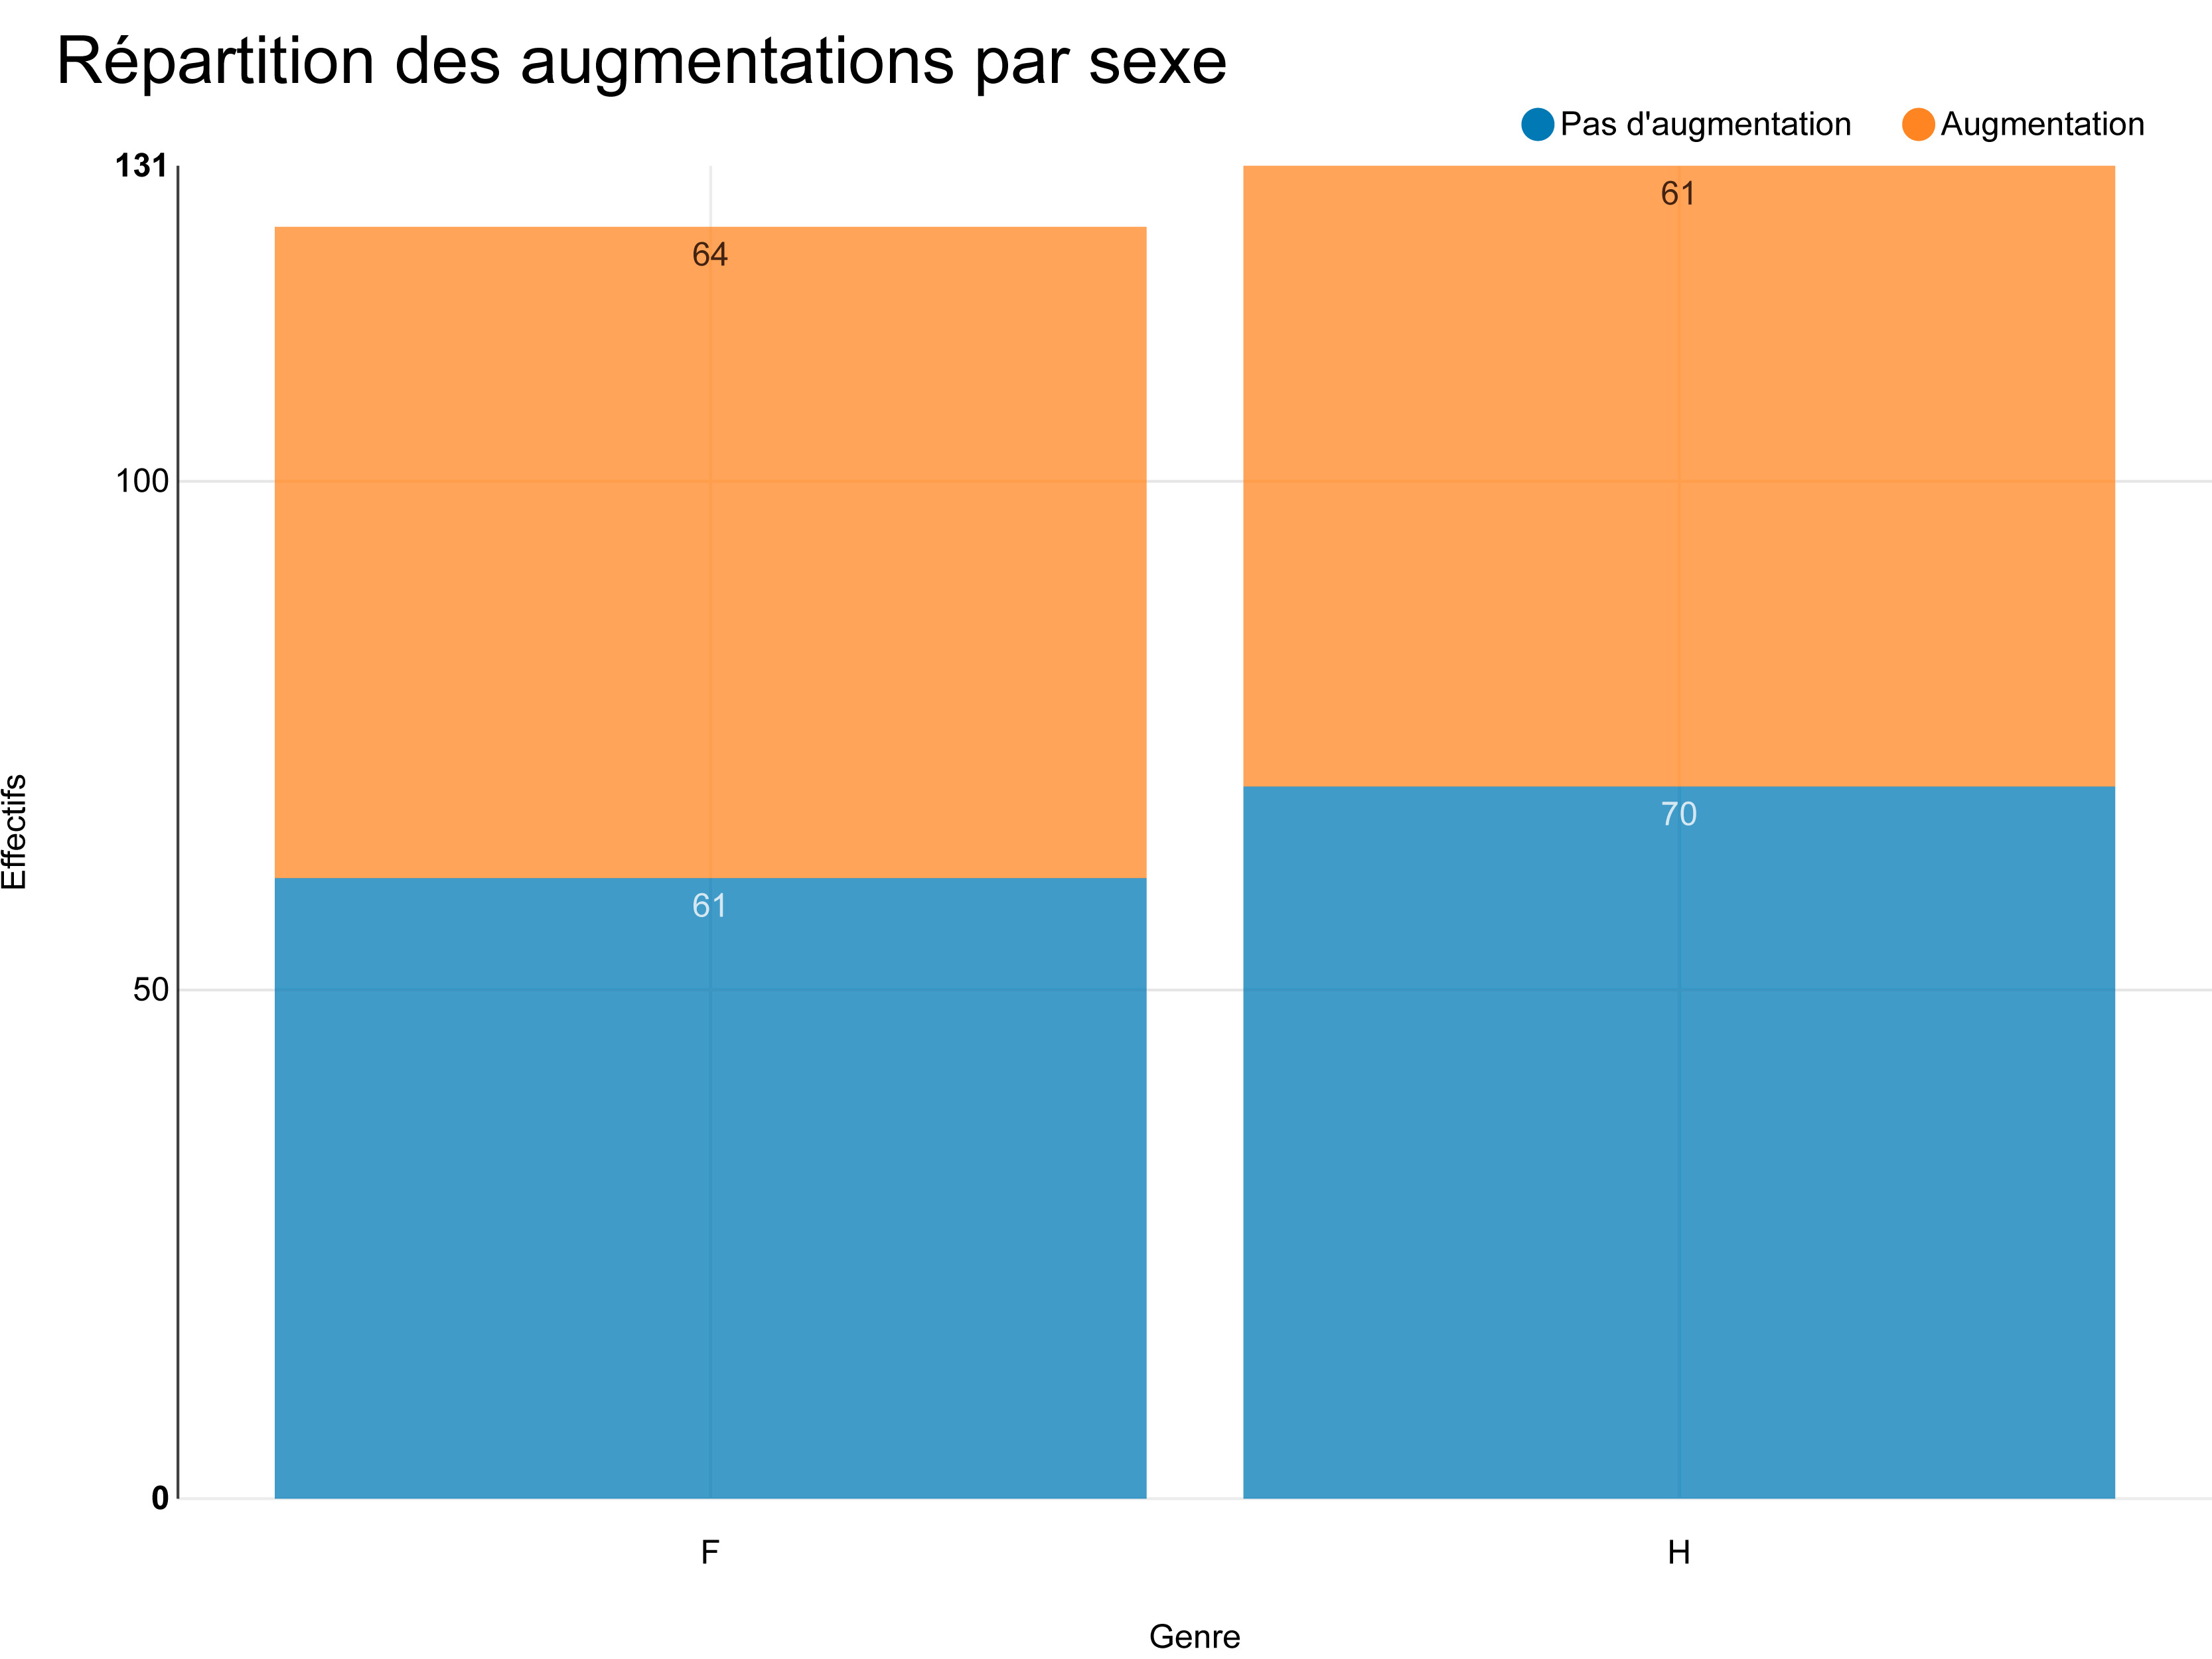 Répartition des augmentations par sexe
Pas d'augmentation Augmentation
131
61
64
100
70
61
Effectifs
50
0
F H
Genre